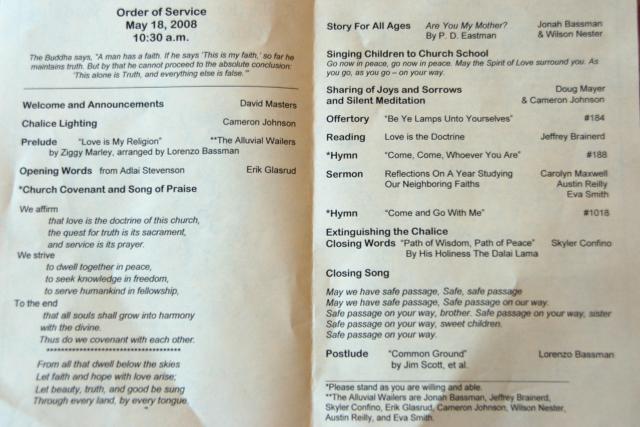 Order of Service
May 18, 2008
10:30 a.m.
The Buddha says, "A man has a faith. If he says 'This is my faith,' so far he
maintains truth. But by that he cannot proceed to the absolute conclusion:
'This alone is Truth, and everything else is false.'"
Welcome and Announcements David Masters
Chalice Lighting Cameron Johnson
Prelude "Love is My Religion" **The Alluvial Wailers
by Ziggy Marley, arranged by Lorenzo Bassman
Opening Words from Adlai Stevenson Erik Glasrud
*Church Covenant and Song of Praise
We affirm
that love is the doctrine of this church,
the quest for truth is its sacrament,
and service is its prayer.
We strive
to dwell together in peace,
to seek knowledge in freedom,
to serve humankind in fellowship,
To the end
that all souls shall grow into harmony
with the divine.
Thus do we covenant with each other.
************************************
From all that dwell below the skies
Let faith and hope with love arise;
Let beauty, truth, and good be sung
Through every land, by every tongue.
Story For All Ages Are You My Mother? Jonah Bassman
By P. D. Eastman & Wilson Nester
Singing Children to Church School
Go now in peace, go now in peace. May the Spirit of Love surround you. As
you go, as you go – on your way.
Sharing of Joys and Sorrows Doug Mayer
and Silent Meditation & Cameron Johnson
Offertory "Be Ye Lamps Unto Yourselves" #184
Reading Love is the Doctrine Jeffrey Brainerd
*Hymn "Come, Come, Whoever You Are" #188
Sermon Reflections On A Year Studying Carolyn Maxwell
Our Neighboring Faiths Austin Reilly
Eva Smith
*Hymn "Come and Go With Me" #1018
Extinguishing the Chalice
Closing Words "Path of Wisdom, Path of Peace" Skyler Confino
By His Holiness The Dalai Lama
Closing Song
May we have safe passage, Safe, safe passage
May we have safe passage, Safe passage on our way.
Safe passage on your way, brother. Safe passage on your way, sister
Safe passage on your way, sweet children.
Safe passage on your way.
Postlude "Common Ground" Lorenzo Bassman
by Jim Scott, et al.
*Please stand as you are willing and able.
**The Alluvial Wailers are Jonah Bassman, Jeffrey Brainerd,
Skyler Confino, Erik Glasrud, Cameron Johnson, Wilson Nester,
Austin Reilly, and Eva Smith.